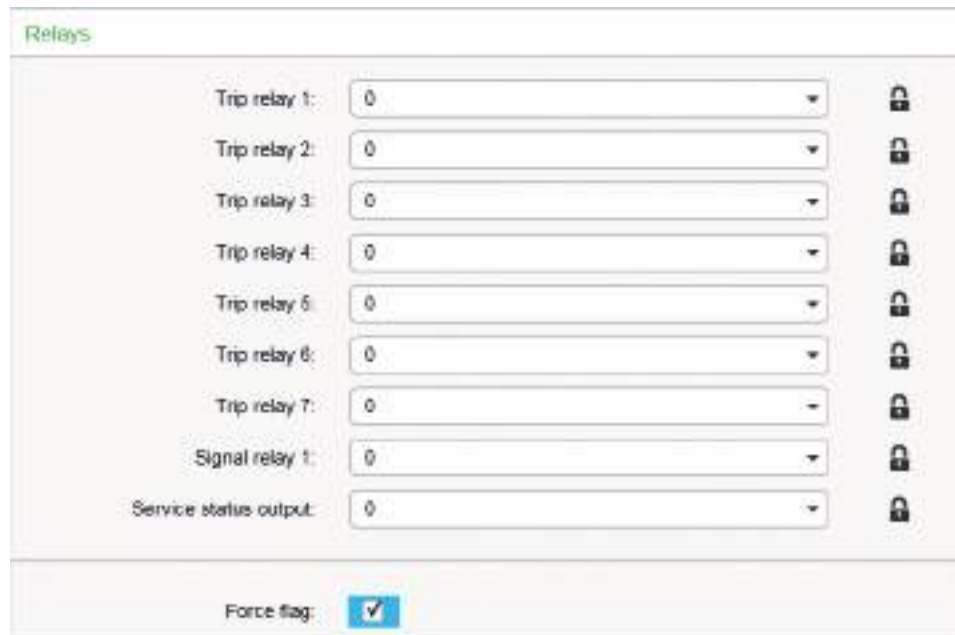 Relays
Trip relay 1: 0
Trip relay 2: 0
Trip relay 3: 0
Trip relay 4: 0
Trip relay 5: 0
Trip relay 6: 0
Trip relay 7: 0
Signal relay 1: 0
Service status output: 0
Force flag: